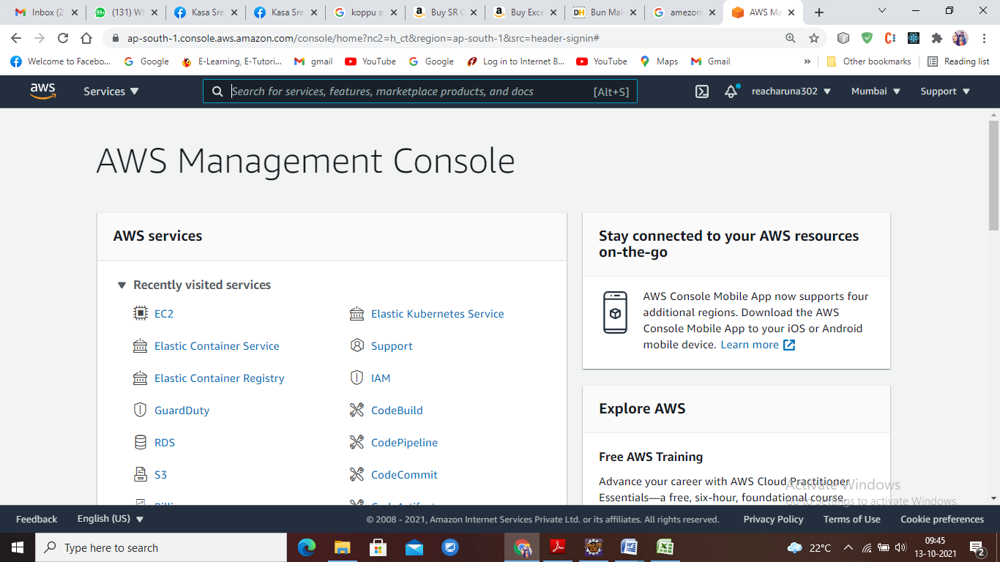 Inbox (2
(131) W
Kasa Sre
Kasa Sre
koppu s
Buy SR C
Buy Exce
Bun Mak
amezon
AWS Ma
ap-south-1.console.aws.amazon.com/console/home?nc2=h_ct&region=ap-south-1&src=header-signin#
Welcome to Facebo...
Google
E-Learning, E-Tutori...
gmail
YouTube
Google
Log in to Internet B...
YouTube
Maps
Gmail
»
Other bookmarks
Reading list
aws
Services
Search for services, features, marketplace products, and docs
[Alt+S]
reacharuna302
Mumbai
Support
AWS Management Console
AWS services
Recently visited services
EC2
Elastic Container Service
Elastic Container Registry
GuardDuty
RDS
S3
Elastic Kubernetes Service
Support
IAM
CodeBuild
CodePipeline
CodeCommit
Stay connected to your AWS resources
on-the-go
AWS Console Mobile App now supports four
additional regions. Download the AWS
Console Mobile App to your iOS or Android
mobile device. Learn more
Explore AWS
Free AWS Training
Advance your career with AWS Cloud Practitioner
Essentials—a free, six-hour, foundational course.
Activate Windows
Go to Settings to activate Windows.
Feedback
English (US)
© 2008 - 2021, Amazon Internet Services Private Ltd. or its affiliates. All rights reserved.
Privacy Policy
Terms of Use
Cookie preferences
Type here to search
22°C
09:45
13-10-2021
2